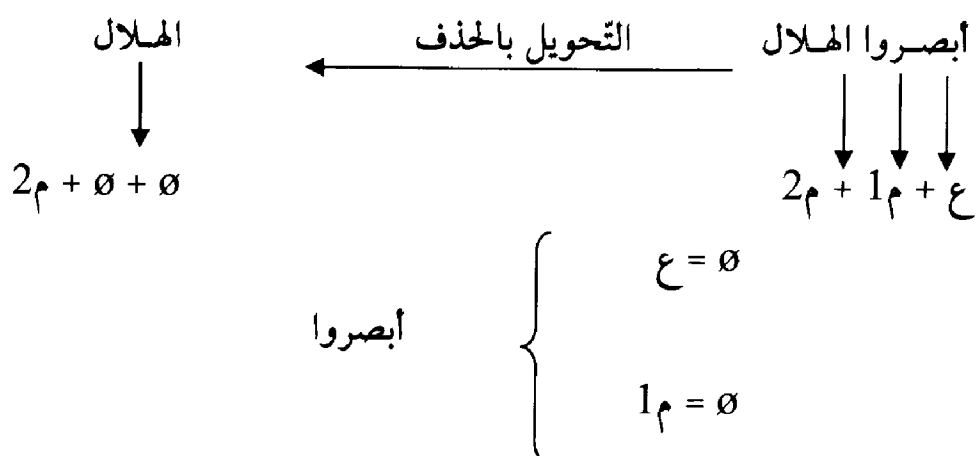 أبصروا الهلال التّحويل بالحذف الهلال
ع + م1 + م2 ø + ø + م2
ø = ع
أبصروا
ø = م1